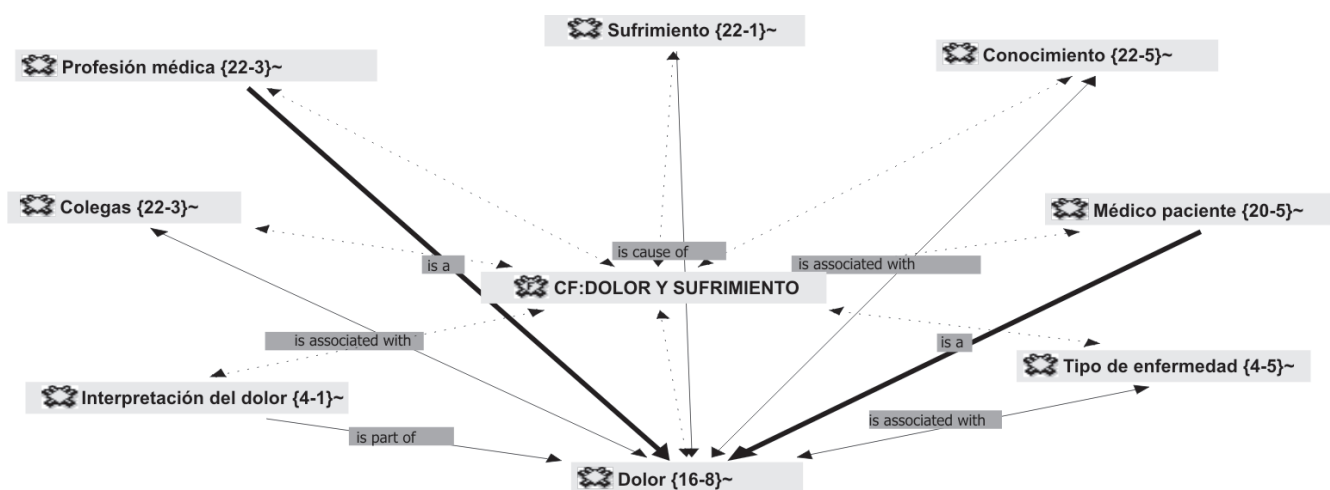 Sufrimiento {22-1}~
Profesión médica {22-3}~
Conocimiento {22-5}~
Colegas {22-3}~
Médico paciente {20-5}~
is cause of
is a
is associated with
CF:DOLOR Y SUFRIMIENTO
is associated with
is a
Tipo de enfermedad {4-5}~
Interpretación del dolor {4-1}~
is associated with
is part of
Dolor {16-8}~